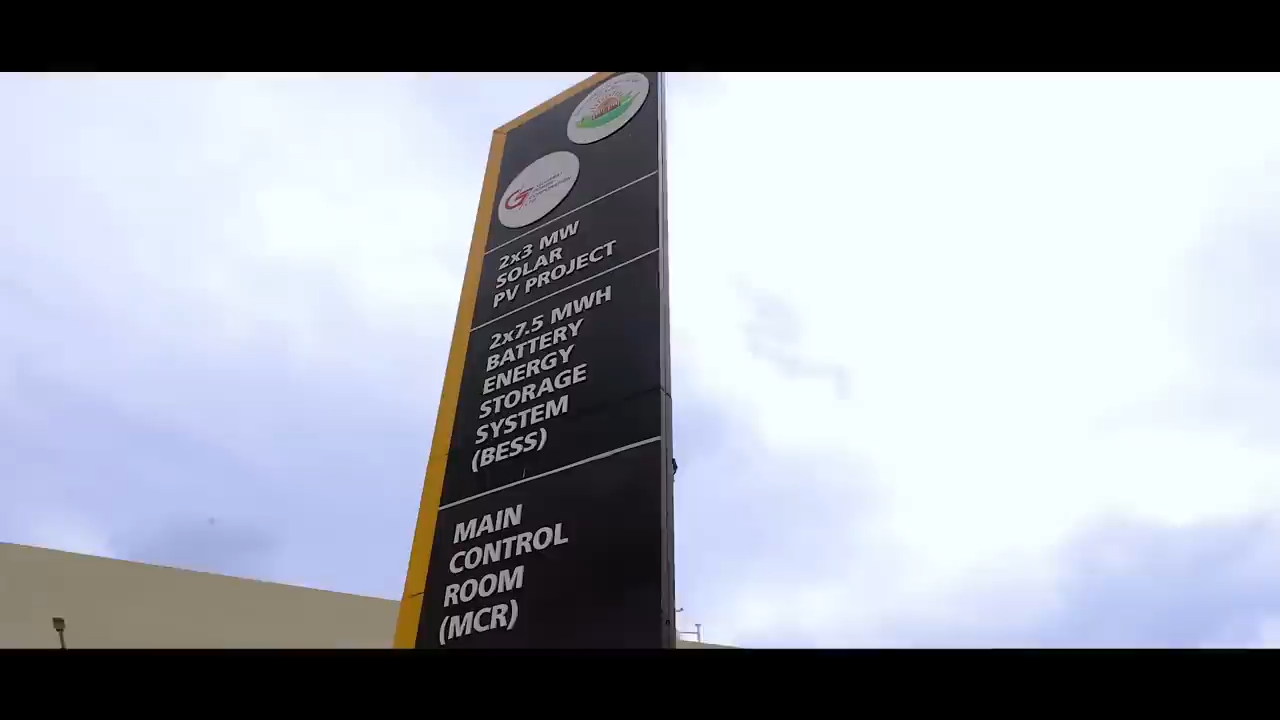 2x3 MW
SOLAR
PV PROJECT
2x7.5 MWH
BATTERY
ENERGY
STORAGE
SYSTEM
(BESS)
MAIN
CONTROL
ROOM
(MCR)